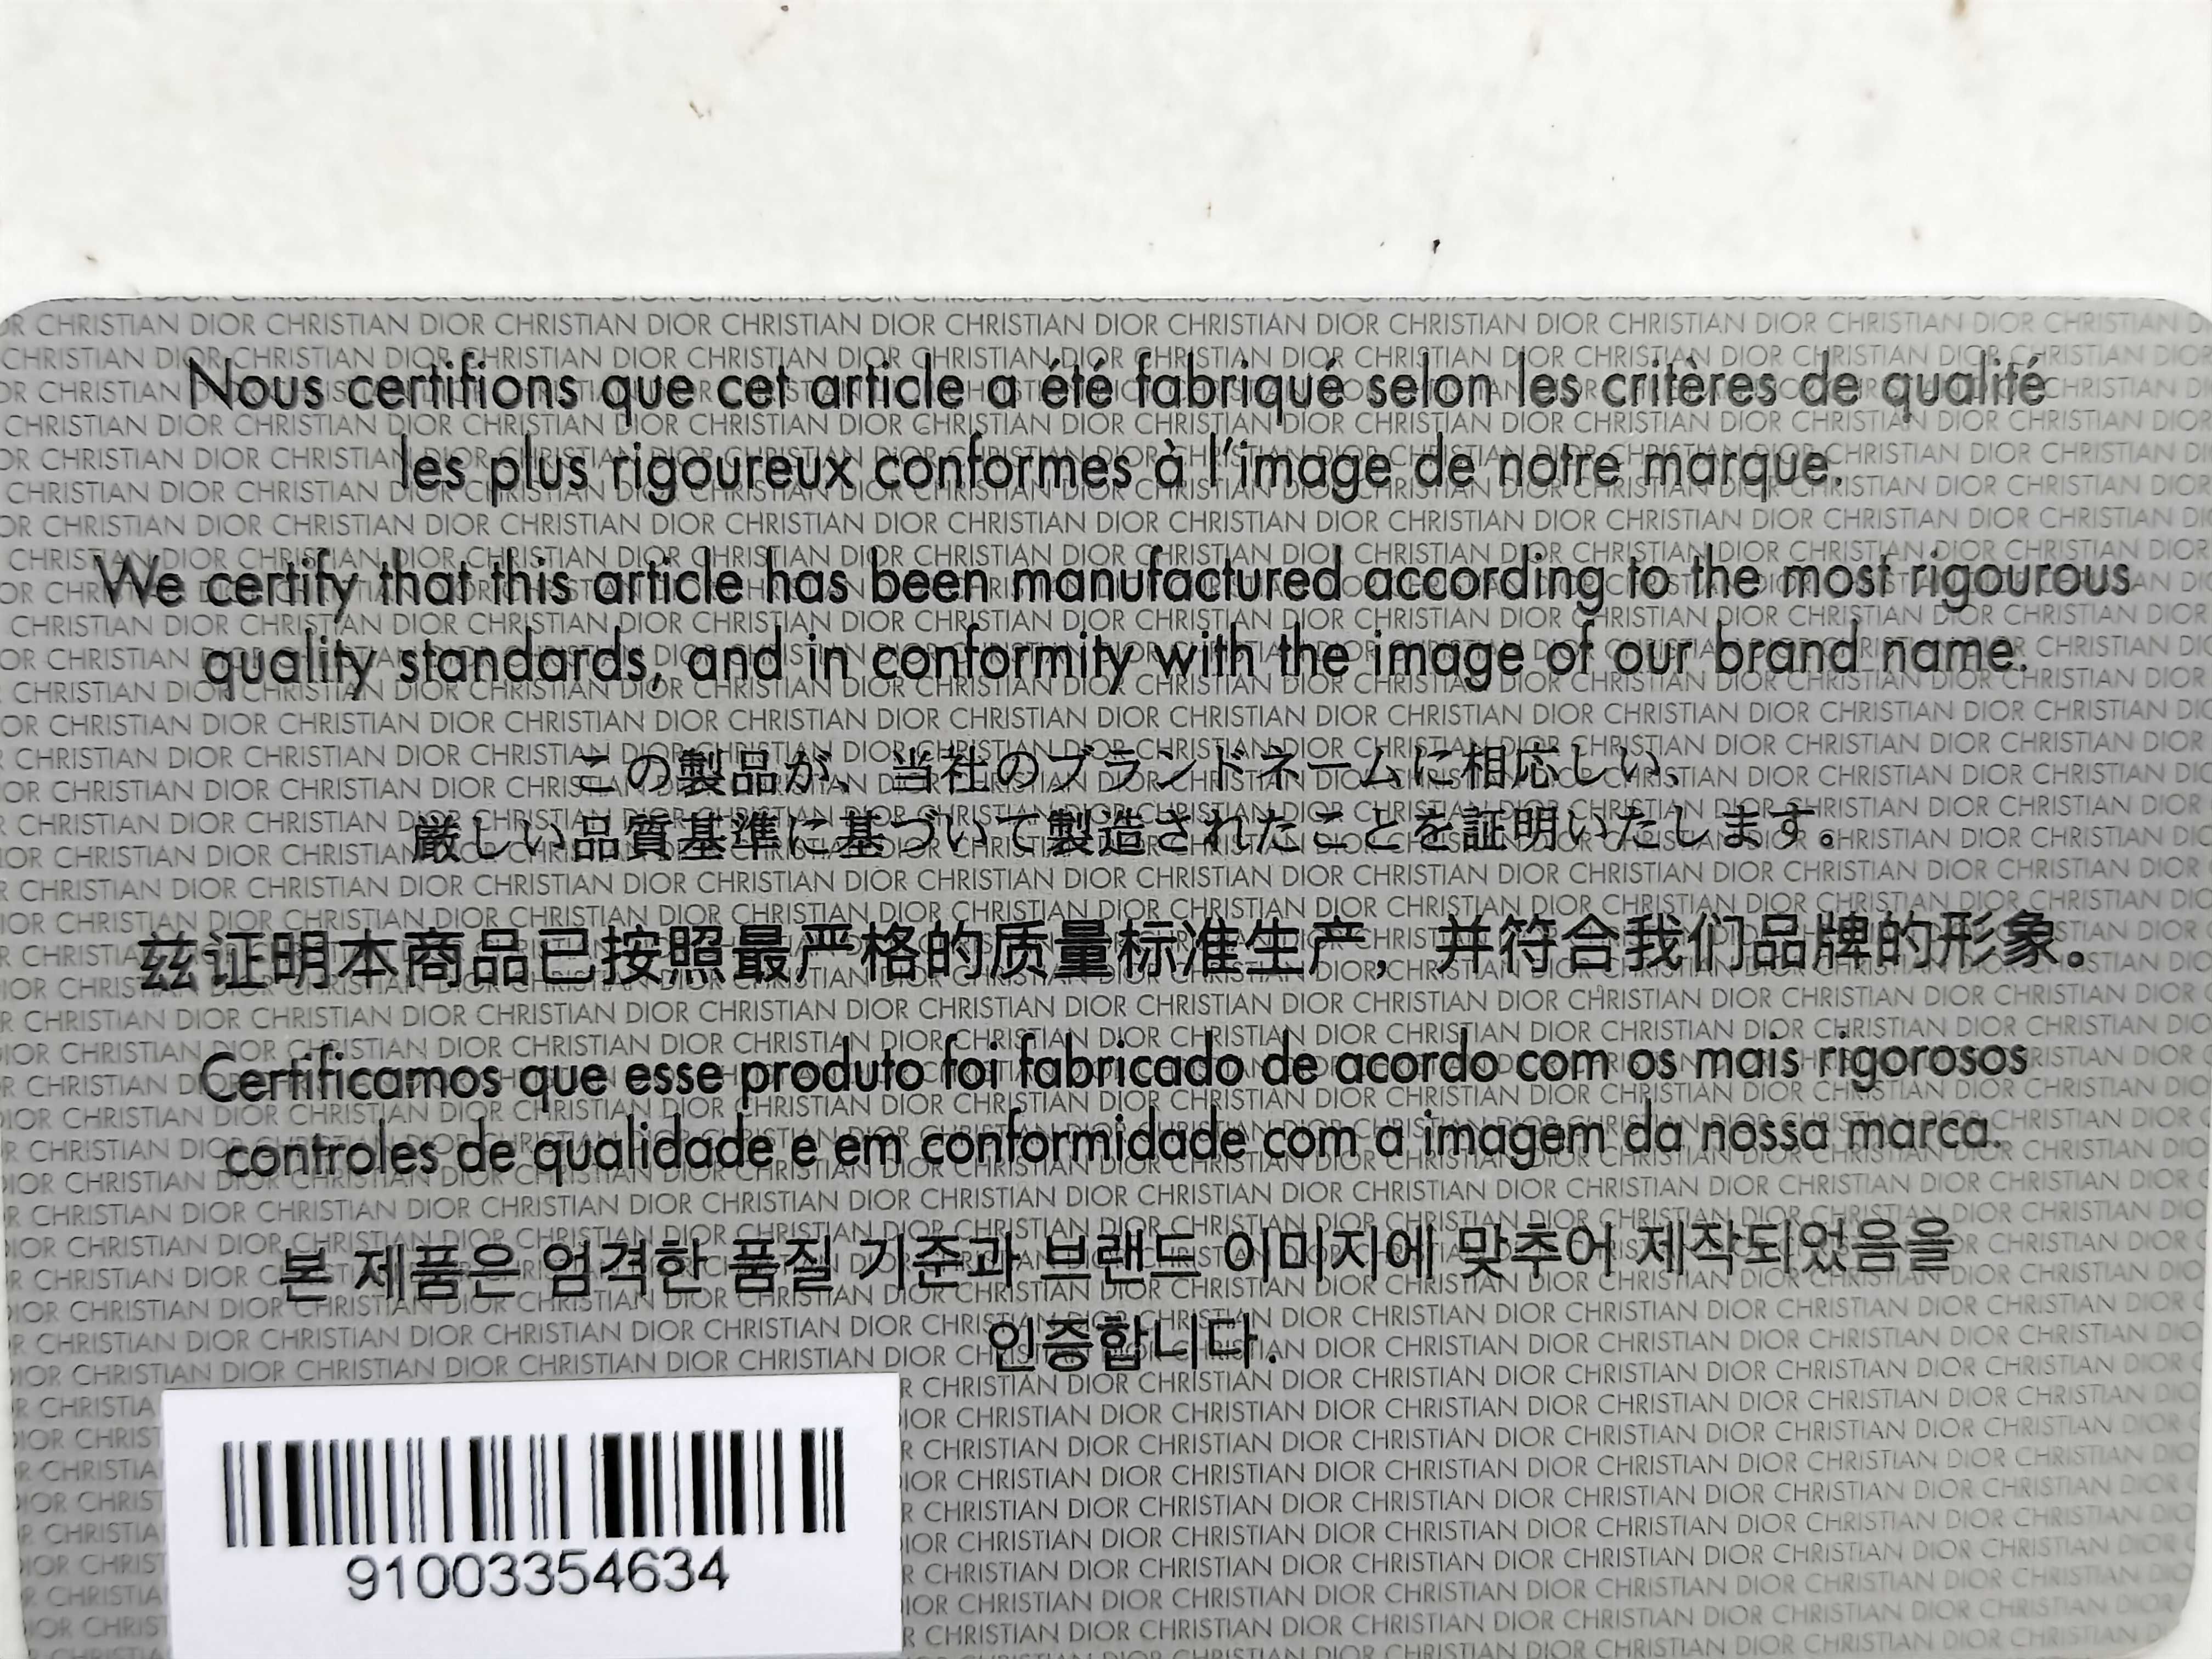 Nous certifions que cet article a été fabriqué selon les critères de qualité
les plus rigoureux conformes à l'image de notre marque.
We certify that this article has been manufactured according to the most rigourous
quality standards, and in conformity with the image of our brand name.
この製品が、当社のブランドネームに相応しい、
厳しい品質基準に基づいて製造されたことを証明いたします。
兹证明本商品已按照最严格的质量标准生产, 并符合我们品牌的形象。
Certificamos que esse produto foi fabricado de acordo com os mais rigorosos
controles de qualidade e em conformidade com a imagem da nossa marca.
본 제품은 엄격한 품질 기준과 브랜드 이미지에 맞추어 제작되었음을
인증합니다.
91003354634